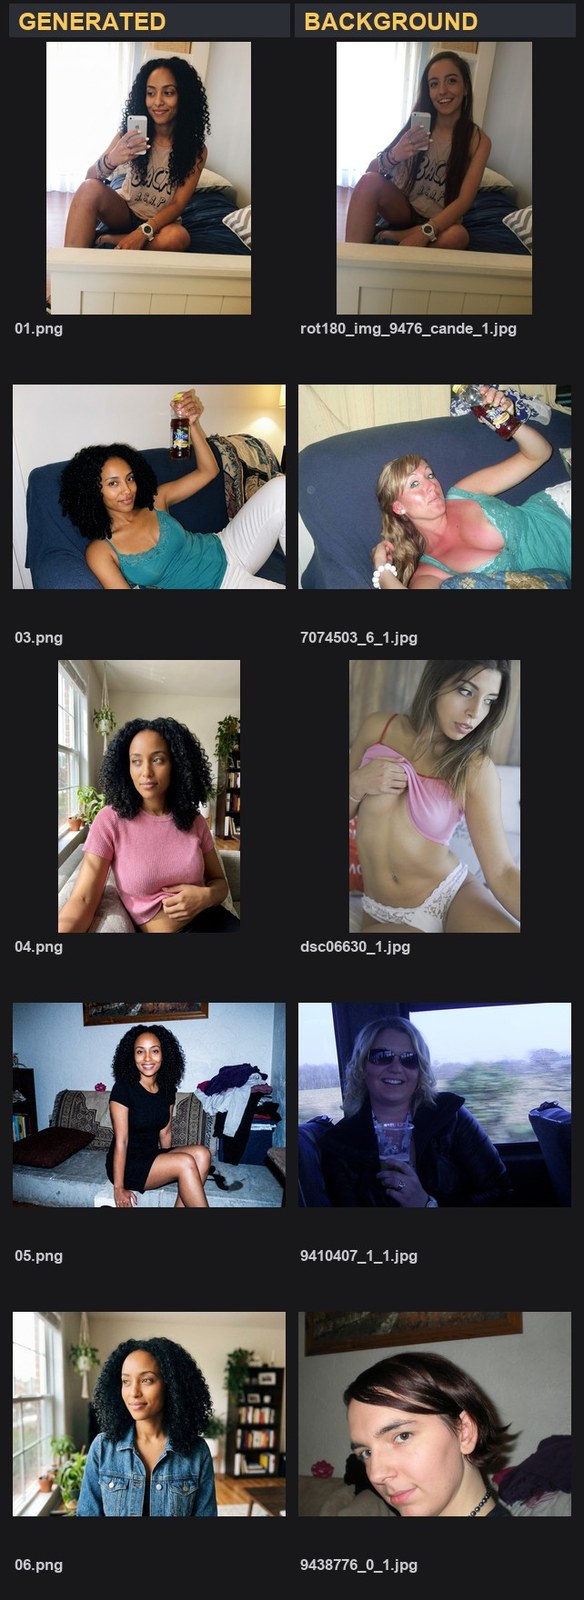 GENERATED
BACKGROUND
01.png
rot180_img_9476_cande_1.jpg
03.png
7074503_6_1.jpg
04.png
dsc06630_1.jpg
05.png
9410407_1_1.jpg
06.png
9438776_0_1.jpg